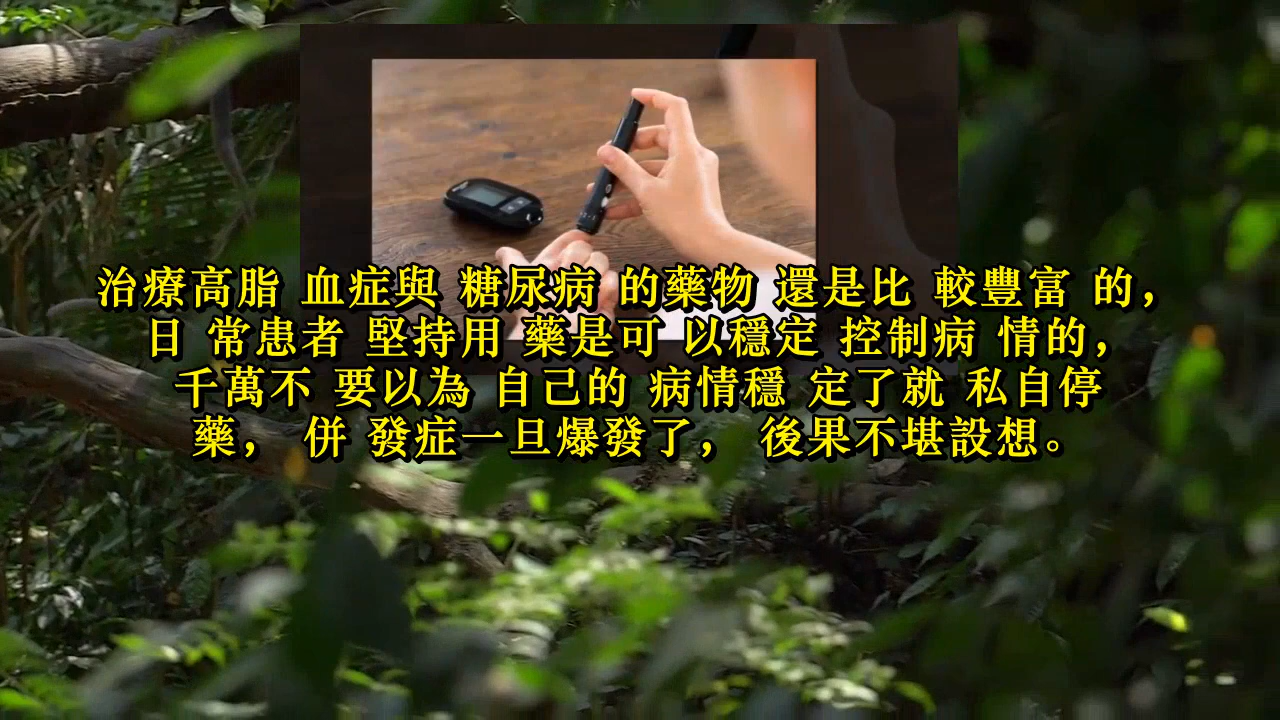 治療高脂 血症與 糖尿病 的藥物 還是比 較豐富 的，
日 常患者 堅持用 藥是可 以穩定 控制病 情的，
千萬不 要以為 自己的 病情穩 定了就 私自停
藥， 併 發症一旦爆發了， 後果不堪設想。